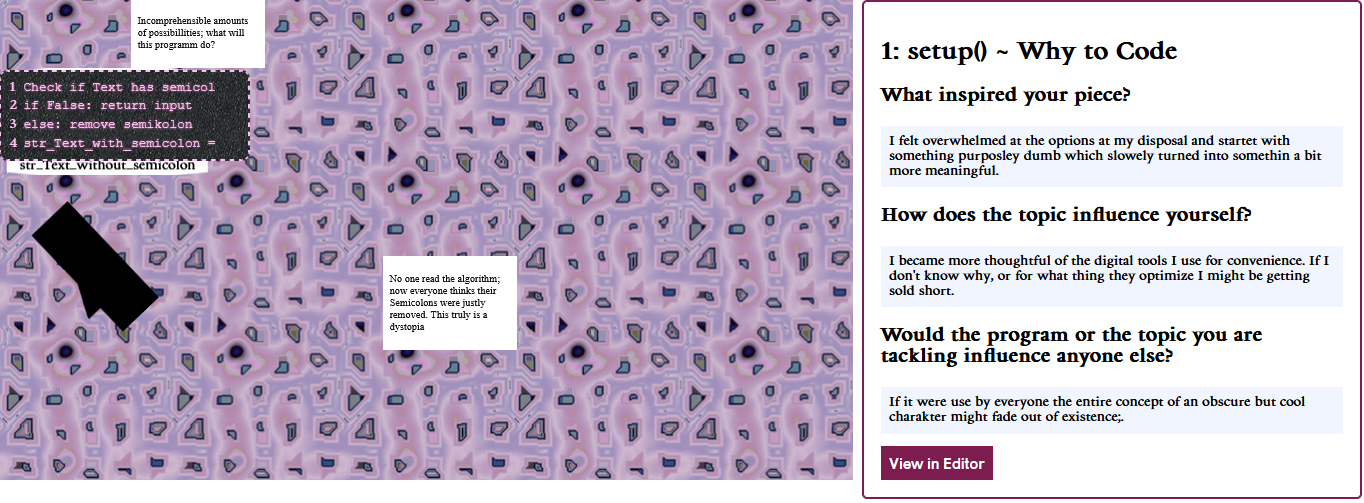 Incomprehensible amounts
of possibillities; what will
this programm do?
1 Check if Text has semicol
2 if False: return input
3 else: remove semikolon
4 str_Text_with_semicolon =
str_Text_without_semicolon
No one read the algorithm;
now everyone thinks their
Semicolons were justly
removed. This truly is a
dystopia
1: setup() ~ Why to Code
What inspired your piece?
I felt overwhelmed at the options at my disposal and startet with
something purposley dumb which slowely turned into somethin a bit
more meaningful.
How does the topic influence yourself?
I became more thoughtful of the digital tools I use for convenience. If I
don't know why, or for what thing they optimize I might be getting
sold short.
Would the program or the topic you are
tackling influence anyone else?
If it were use by everyone the entire concept of an obscure but cool
charakter might fade out of existence;.
View in Editor